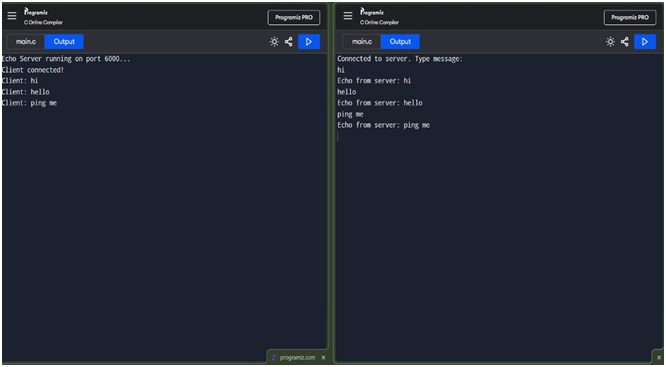 Programiz
C Online Compiler
Programiz PRO
main.c
Output
Echo Server running on port 6000...
Client connected!
Client: hi
Client: hello
Client: ping me
programiz.com
Programiz
C Online Compiler
Programiz PRO
main.c
Output
Connected to server. Type message:
hi
Echo from server: hi
hello
Echo from server: hello
ping me
Echo from server: ping me